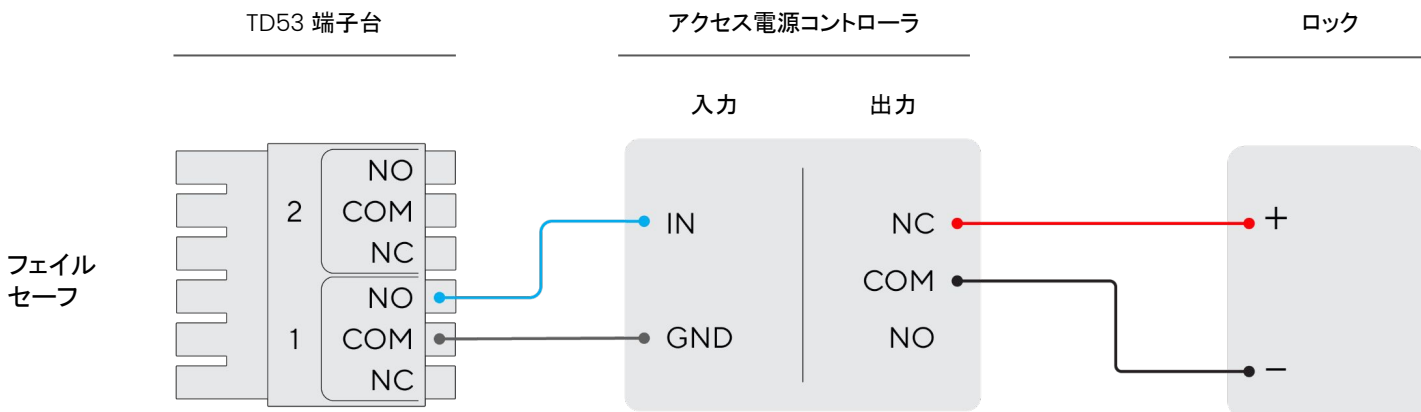 TD53 端子台
アクセス電源コントローラ
ロック
入力
出力
フェイル
セーフ
2
NO
COM
NC
1
NO
COM
NC
IN
GND
NC
COM
NO
+
−